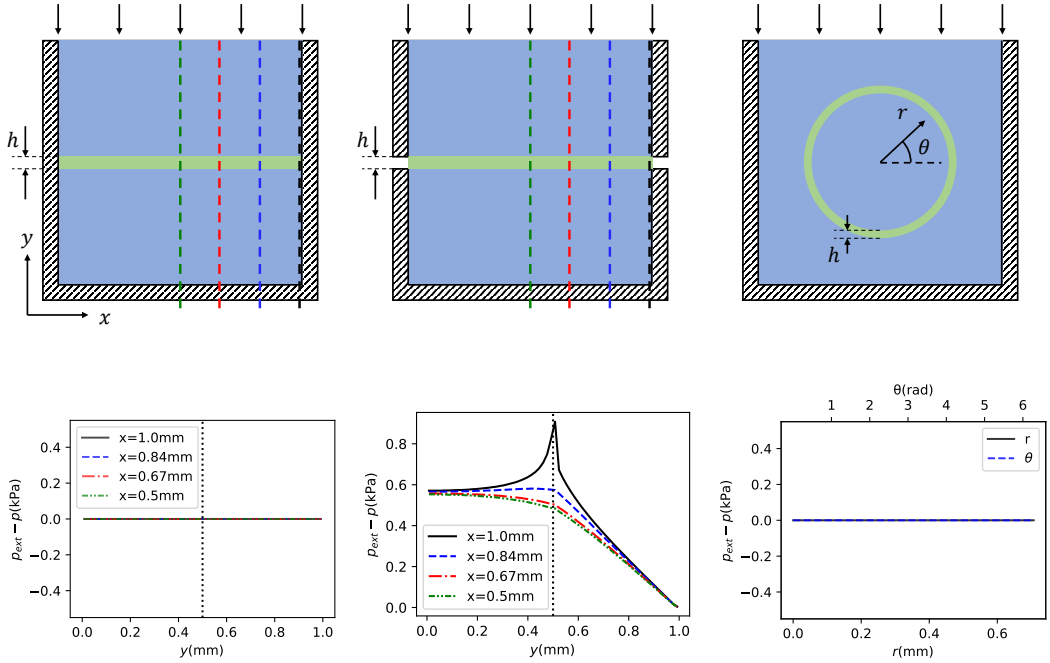 h
y
x
h
r
θ
h
θ(rad)
1 2 3 4 5 6
p_ext − p(kPa)
0.4
0.2
0.0
−0.2
−0.4
x=1.0mm
x=0.84mm
x=0.67mm
x=0.5mm
0.0 0.2 0.4 0.6 0.8 1.0
y(mm)
p_ext − p(kPa)
0.8
0.6
0.4
0.2
0.0
x=1.0mm
x=0.84mm
x=0.67mm
x=0.5mm
0.0 0.2 0.4 0.6 0.8 1.0
y(mm)
p_ext − p(kPa)
0.4
0.2
0.0
−0.2
−0.4
r
θ
0.0 0.2 0.4 0.6
r(mm)